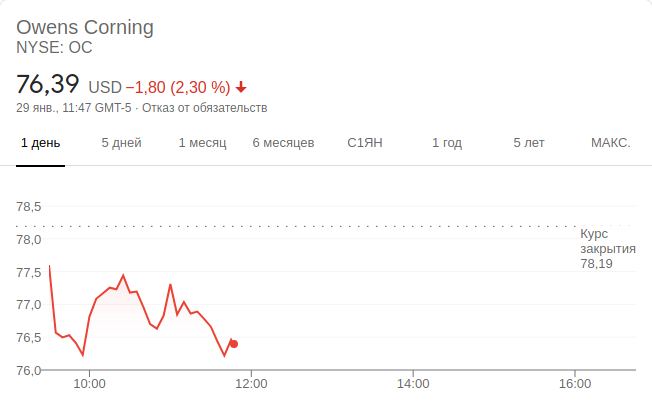 Owens Corning
NYSE: OC
76,39 USD −1,80 (2,30 %)
29 янв., 11:47 GMT-5 · Отказ от обязательств
1 день 5 дней 1 месяц 6 месяцев С1ЯН 1 год 5 лет МАКС.
78,5
78,0
77,5
77,0
76,5
76,0
Курс
закрытия
78,19
10:00 12:00 14:00 16:00